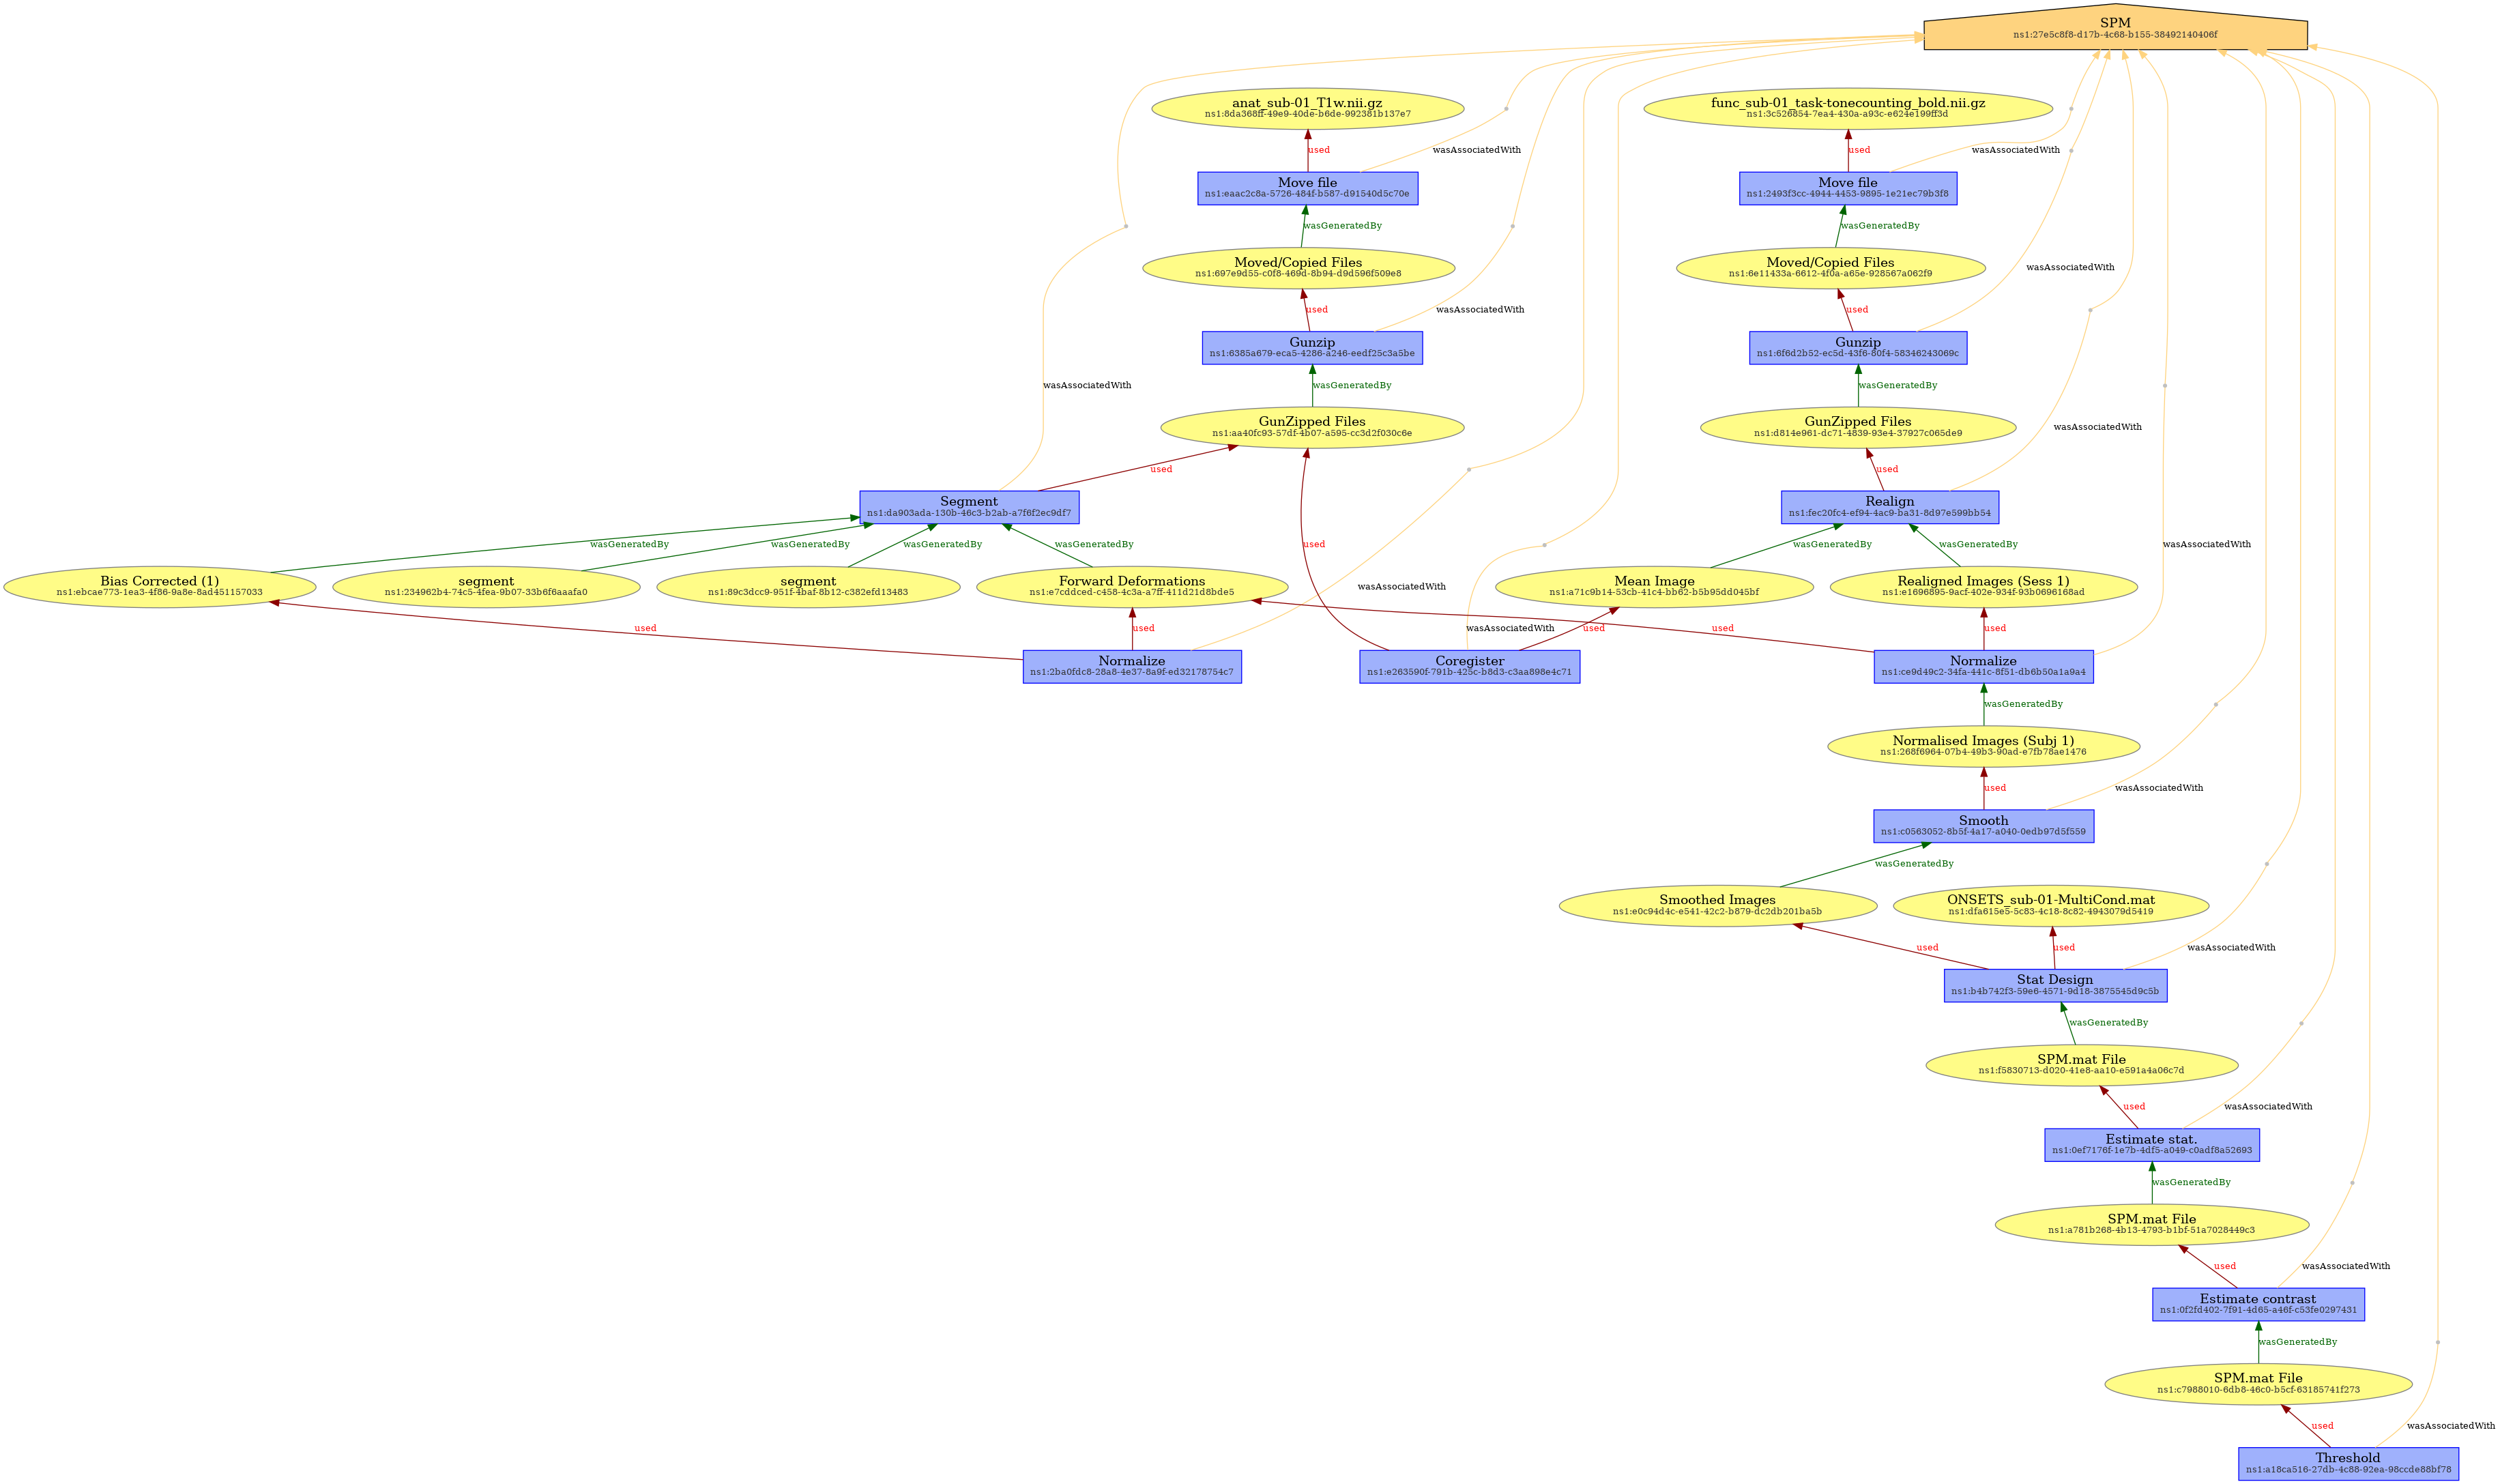 SPM
ns1:27e5c8f8-d17b-4c68-b155-38492140406f
anat_sub-01_T1w.nii.gz
ns1:8da368ff-49e9-40de-b6de-992381b137e7
func_sub-01_task-tonecounting_bold.nii.gz
ns1:3c526854-7ea4-430a-a93c-e624e199ff3d
used
wasAssociatedWith
used
wasAssociatedWith
Move file
ns1:eaac2c8a-5726-484f-b587-d91540d5c70e
Move file
ns1:2493f3cc-4944-4453-9895-1e21ec79b3f8
wasGeneratedBy
wasGeneratedBy
Moved/Copied Files
ns1:697e9d55-c0f8-469d-8b94-d9d596f509e8
Moved/Copied Files
ns1:6e11433a-6612-4f0a-a65e-928567a062f9
wasAssociatedWith
used
wasAssociatedWith
used
Gunzip
ns1:6385a679-eca5-4286-a246-eedf25c3a5be
Gunzip
ns1:6f6d2b52-ec5d-43f6-80f4-58346243069c
wasAssociatedWith
wasGeneratedBy
wasGeneratedBy
GunZipped Files
ns1:aa40fc93-57df-4b07-a595-cc3d2f030c6e
GunZipped Files
ns1:d814e961-dc71-4839-93e4-37927c065de9
wasAssociatedWith
used
used
Segment
ns1:da903ada-130b-46c3-b2ab-a7f6f2ec9df7
Realign
ns1:fec20fc4-ef94-4ac9-ba31-8d97e599bb54
wasGeneratedBy
wasGeneratedBy
wasGeneratedBy
wasGeneratedBy
used
wasGeneratedBy
wasGeneratedBy
wasAssociatedWith
Bias Corrected (1)
ns1:ebcae773-1ea3-4f86-9a8e-8ad451157033
segment
ns1:234962b4-74c5-4fea-9b07-33b6f6aaafa0
segment
ns1:89c3dcc9-951f-4baf-8b12-c382efd13483
Forward Deformations
ns1:e7cddced-c458-4c3a-a7ff-411d21d8bde5
wasAssociatedWith
Mean Image
ns1:a71c9b14-53cb-41c4-bb62-b5b95dd045bf
Realigned Images (Sess 1)
ns1:e1696895-9acf-402e-934f-93b0696168ad
used
used
wasAssociatedWith
used
used
used
Normalize
ns1:2ba0fdc8-28a8-4e37-8a9f-ed32178754c7
Coregister
ns1:e263590f-791b-425c-b8d3-c3aa898e4c71
Normalize
ns1:ce9d49c2-34fa-441c-8f51-db6b50a1a9a4
wasGeneratedBy
Normalised Images (Subj 1)
ns1:268f6964-07b4-49b3-90ad-e7fb78ae1476
used
wasAssociatedWith
Smooth
ns1:c0563052-8b5f-4a17-a040-0edb97d5f559
wasGeneratedBy
Smoothed Images
ns1:e0c94d4c-e541-42c2-b879-dc2db201ba5b
ONSETS_sub-01-MultiCond.mat
ns1:dfa615e5-5c83-4c18-8c82-4943079d5419
used
used
wasAssociatedWith
Stat Design
ns1:b4b742f3-59e6-4571-9d18-3875545d9c5b
wasGeneratedBy
SPM.mat File
ns1:f5830713-d020-41e8-aa10-e591a4a06c7d
used
wasAssociatedWith
Estimate stat.
ns1:0ef7176f-1e7b-4df5-a049-c0adf8a52693
wasGeneratedBy
SPM.mat File
ns1:a781b268-4b13-4793-b1bf-51a7028449c3
used
wasAssociatedWith
Estimate contrast
ns1:0f2fd402-7f91-4d65-a46f-c53fe0297431
wasGeneratedBy
SPM.mat File
ns1:c7988010-6db8-46c0-b5cf-63185741f273
used
wasAssociatedWith
Threshold
ns1:a18ca516-27db-4c88-92ea-98ccde88bf78